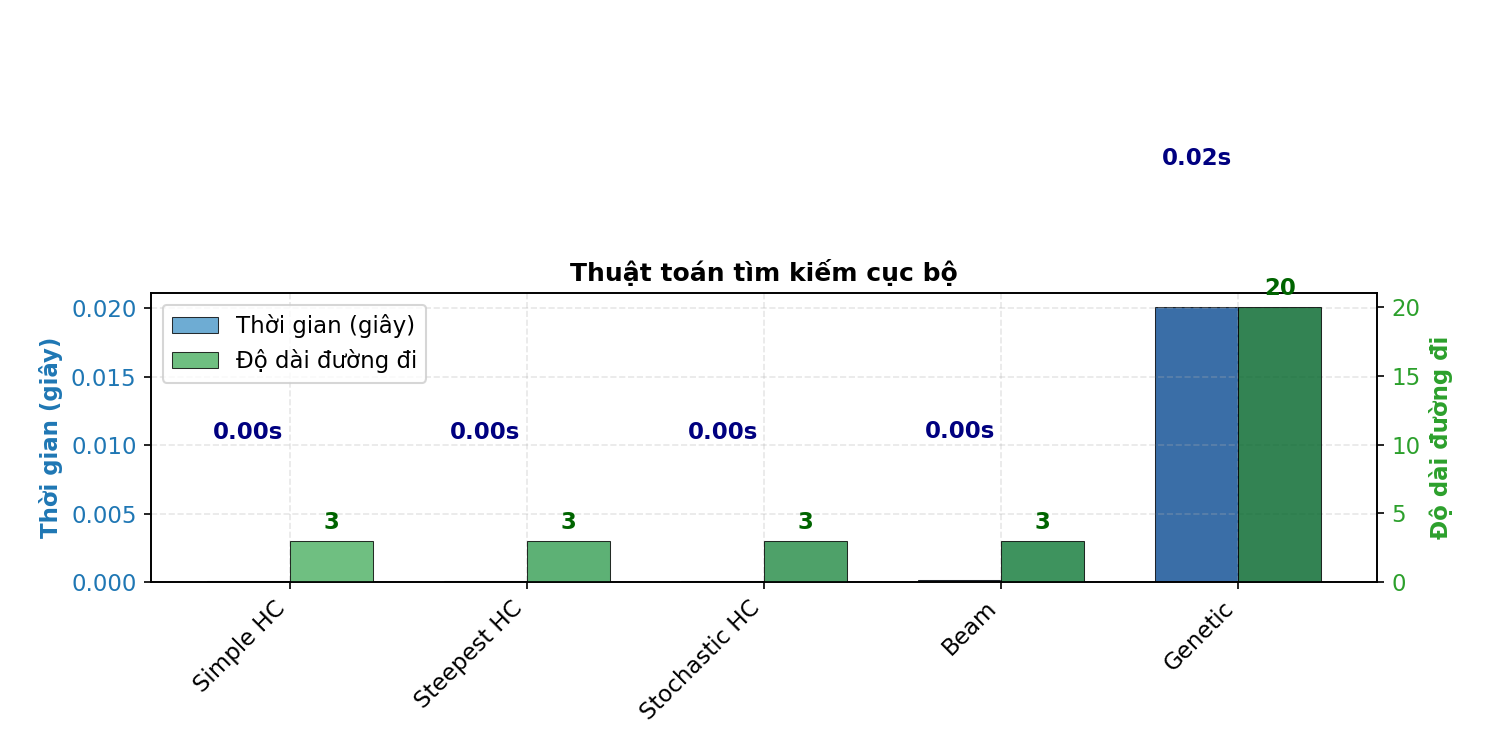 0.02s
Thuật toán tìm kiếm cục bộ
20
Thời gian (giây)
Độ dài đường đi
0.00s
0.00s
0.00s
0.00s
3
3
3
3
0.020
0.015
0.010
0.005
0.000
Thời gian (giây)
20
15
10
5
0
Độ dài đường đi
Simple HC
Steepest HC
Stochastic HC
Beam
Genetic